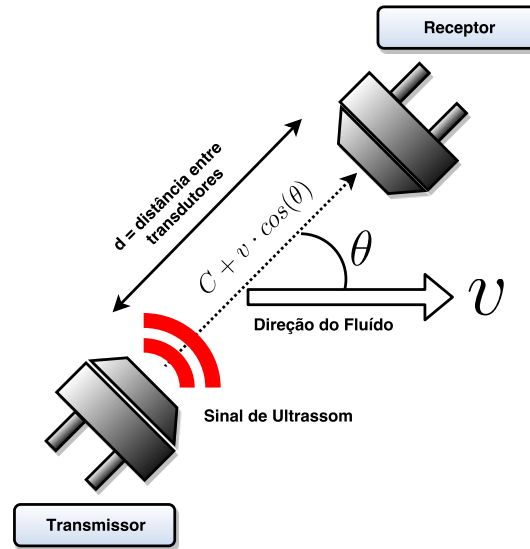 Receptor
d = distância entre
transdutores
C + v · cos(θ)
θ
v
Direção do Fluído
Sinal de Ultrassom
Transmissor